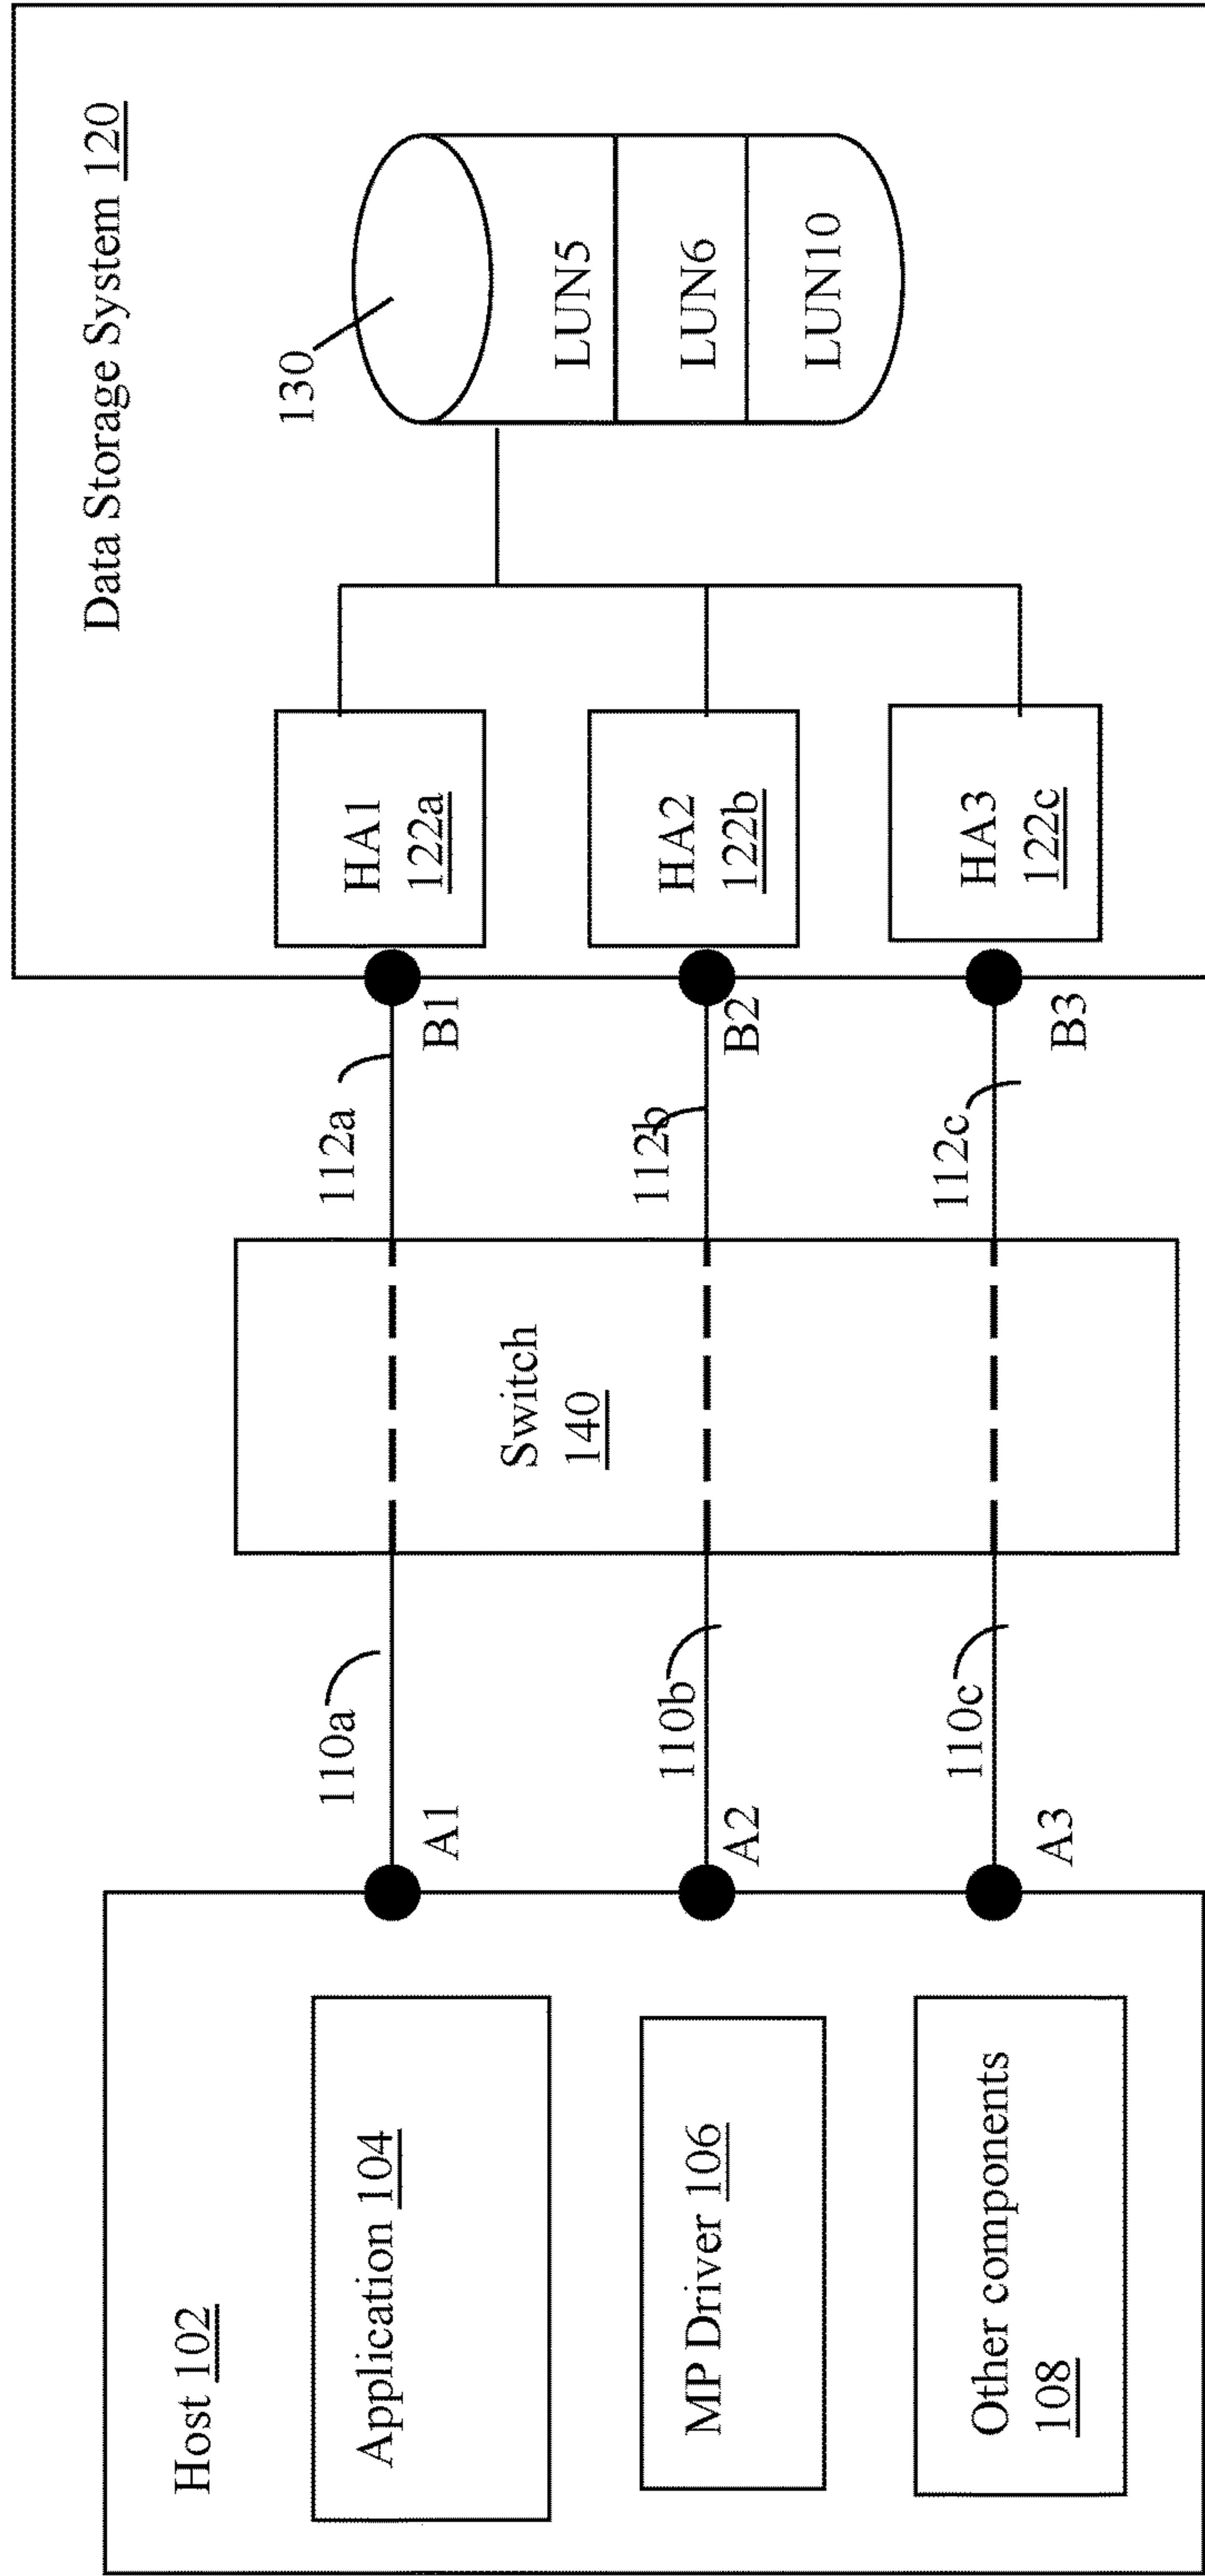 Host 102
Application 104
MP Driver 106
Other components
108
A1
A2
A3
110a
110b
110c
Switch
140
112a
112b
112c
B1
B2
B3
Data Storage System 120
HA1
122a
HA2
122b
HA3
122c
130
LUN5
LUN6
LUN10